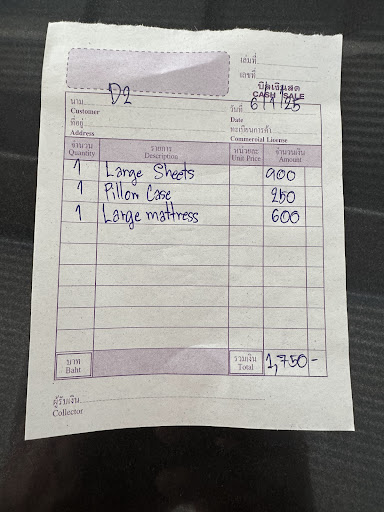 เล่มที่
เลขที่
บิลเงินสด
CASH SALE
นาม D2
Customer
วันที่ 6/1/25
Date
ที่อยู่
Address
ทะเบียนการค้า
Commercial License
จำนวน Quantity รายการ Description หน่วยละ Unit Price จำนวนเงิน Amount
1 Large Sheets 900
1 Pillow Case 250
1 Large mattress 600
บาท Baht รวมเงิน Total 1,750-
ผู้รับเงิน
Collector